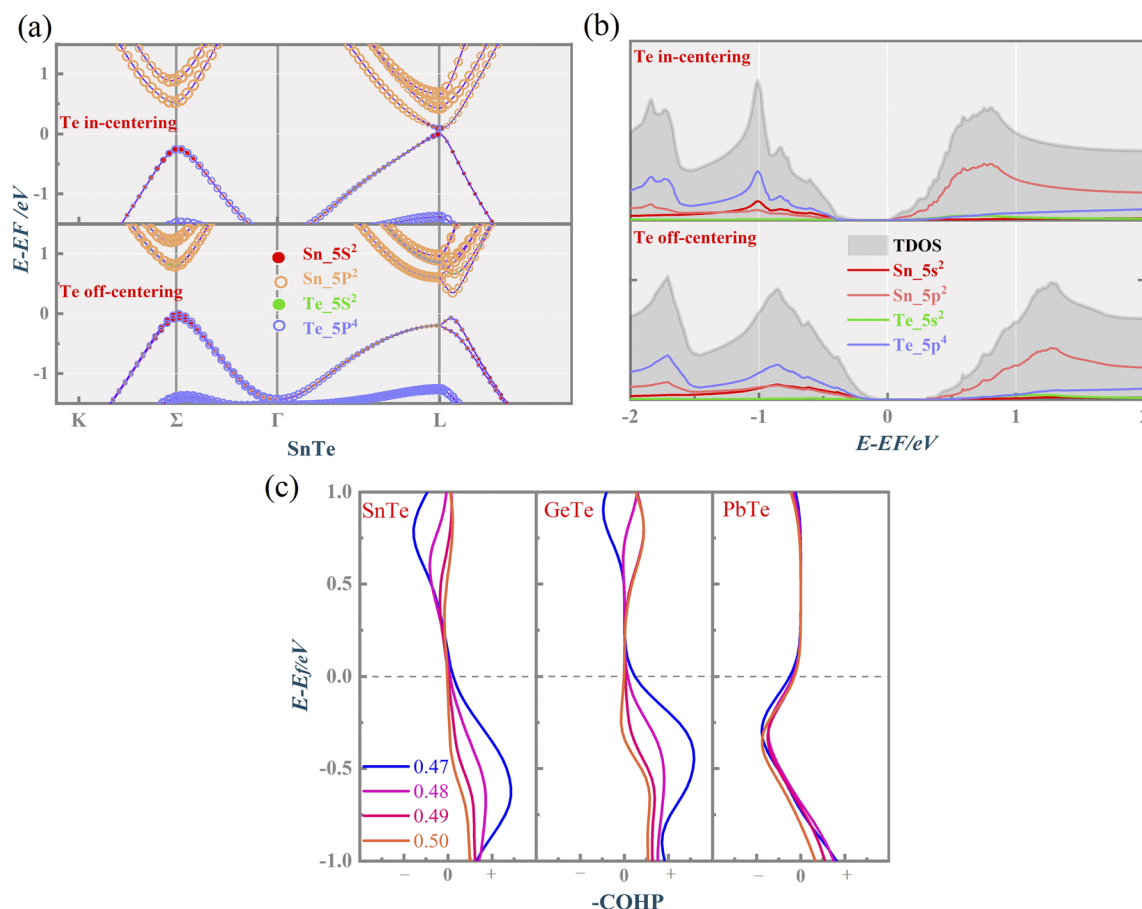 (a)
1
0
-1
Te in-centering
1
0
-1
Te off-centering
E-EF/eV
Sn_5S²
Sn_5P²
Te_5S²
Te_5P⁴
K Σ Γ L
SnTe
(b)
Te in-centering
Te off-centering
TDOS
Sn_5s²
Sn_5p²
Te_5s²
Te_5p⁴
-2 -1 0 1 2
E-EF/eV
(c)
SnTe GeTe PbTe
1.0
0.5
0.0
-0.5
-1.0
E-Ef/eV
0.47
0.48
0.49
0.50
− 0 + − 0 + − 0 +
-COHP